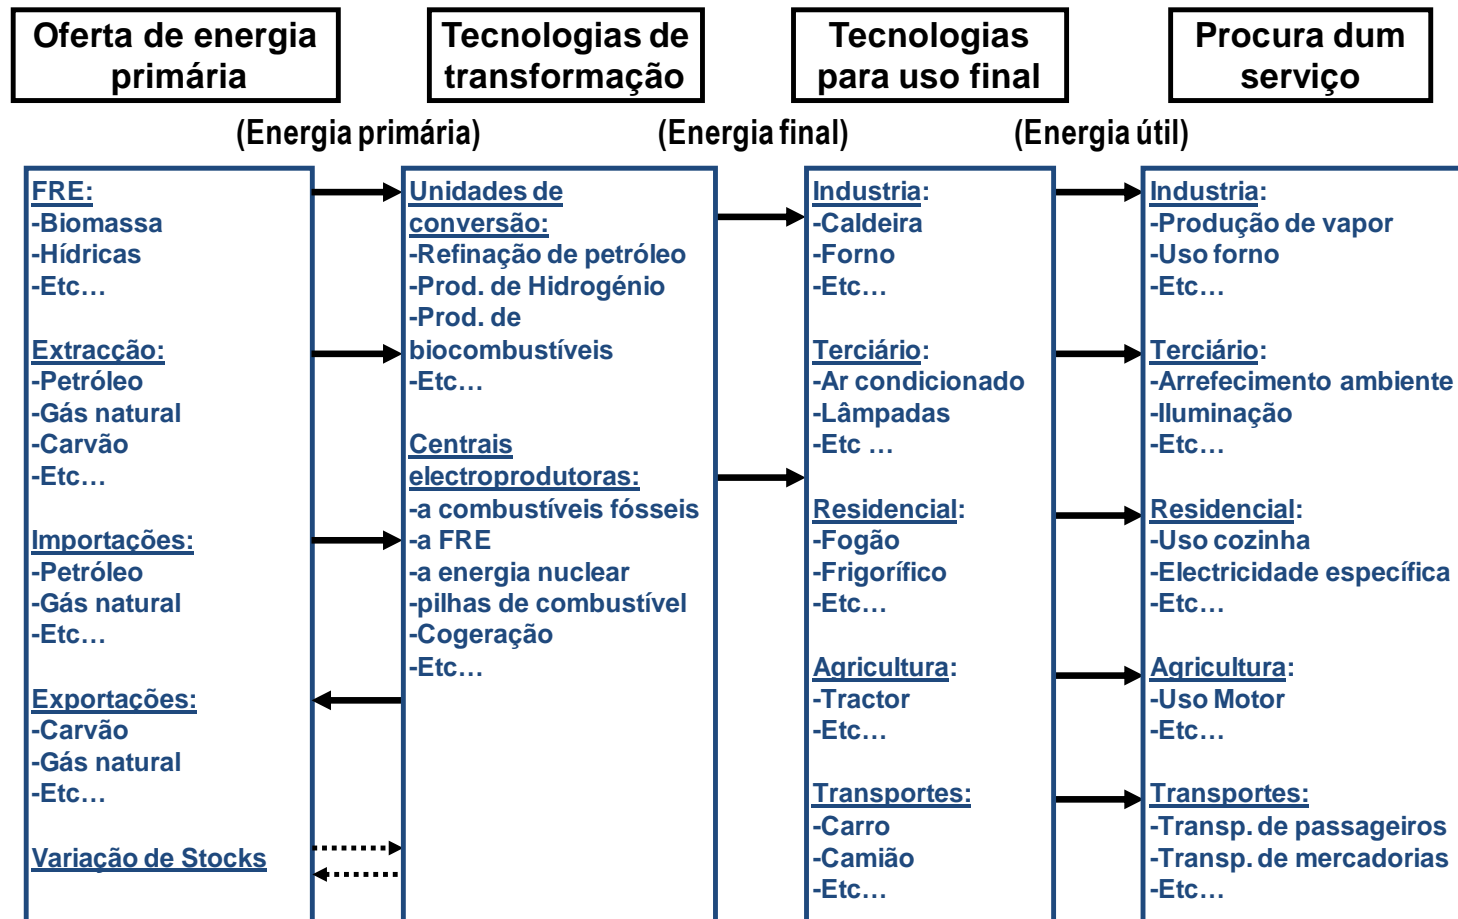 Oferta de energia
primária
Tecnologias de
transformação
Tecnologias
para uso final
Procura dum
serviço
(Energia primária)
(Energia final)
(Energia útil)
FRE:
-Biomassa
-Hídricas
-Etc…
Extracção:
-Petróleo
-Gás natural
-Carvão
-Etc…
Importações:
-Petróleo
-Gás natural
-Etc…
Exportações:
-Carvão
-Gás natural
-Etc…
Variação de Stocks
Unidades de
conversão:
-Refinação de petróleo
-Prod. de Hidrogénio
-Prod. de
biocombustíveis
-Etc…
Centrais
electroprodutoras:
-a combustíveis fósseis
-a FRE
-a energia nuclear
-pilhas de combustível
-Cogeração
-Etc…
Industria:
-Caldeira
-Forno
-Etc…
Terciário:
-Ar condicionado
-Lâmpadas
-Etc …
Residencial:
-Fogão
-Frigorífico
-Etc…
Agricultura:
-Tractor
-Etc…
Transportes:
-Carro
-Camião
-Etc…
Industria:
-Produção de vapor
-Uso forno
-Etc…
Terciário:
-Arrefecimento ambiente
-Iluminação
-Etc…
Residencial:
-Uso cozinha
-Electricidade específica
-Etc…
Agricultura:
-Uso Motor
-Etc…
Transportes:
-Transp. de passageiros
-Transp. de mercadorias
-Etc…